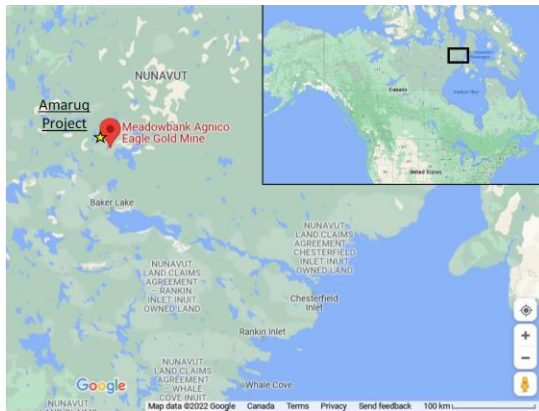 NUNAVUT
Amaruq
Project
Meadowbank Agnico
Eagle Gold Mine
Baker Lake
NUNAVUT
LAND CLAIMS
AGREEMENT –
CHESTERFIELD
INLET INUIT
OWNED LAND
NUNAVUT
LAND CLAIMS
AGREEMENT
– RANKIN
INLET INUIT
OWNED LAND
Chesterfield
Inlet
Rankin Inlet
NUNAVUT
LAND CLAIMS
AGREEMENT
– WHALE
COVE INUIT
OWNED LAND
Whale Cove
NUNAVUT
Canada
Hudson Bay
United States
Google
Map data ©2022 Google Canada Terms Privacy Send feedback 100 km